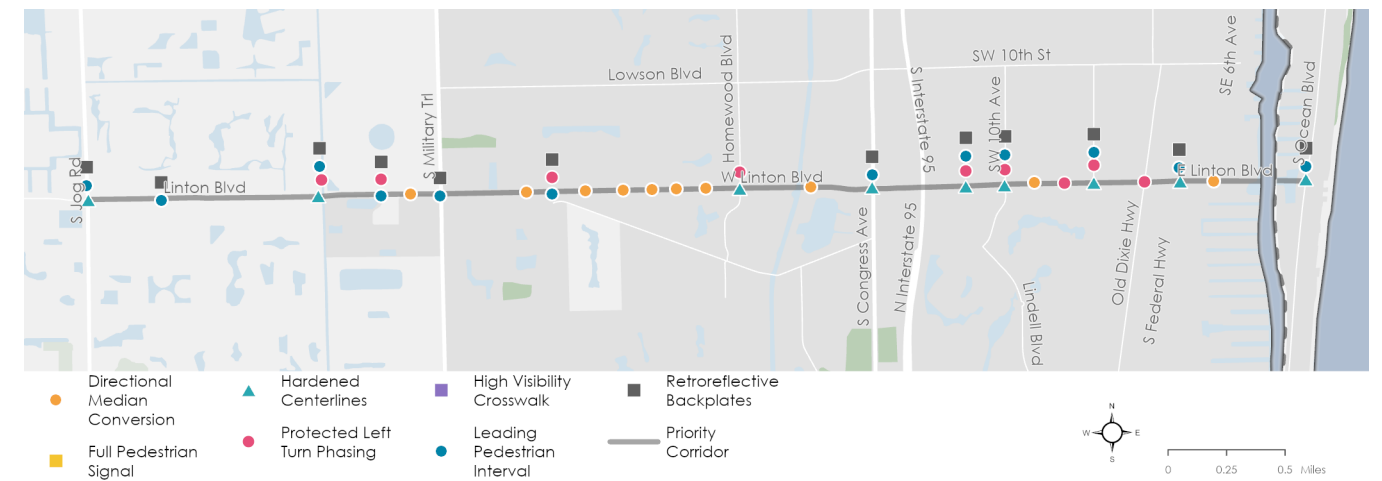 SW 10th St
Lowson Blvd
Homewood Blvd
S Military Trl
S Interstate 95
SW 10th Ave
SE 6th Ave
S Ocean Blvd
S Jog Rd
Linton Blvd
W Linton Blvd
E Linton Blvd
S Congress Ave
N Interstate 95
Lindell Blvd
Old Dixie Hwy
S Federal Hwy
Directional
Median
Conversion
Full Pedestrian
Signal
Hardened
Centerlines
Protected Left
Turn Phasing
High Visibility
Crosswalk
Leading
Pedestrian
Interval
Retroreflective
Backplates
Priority
Corridor
N
W
E
S
0 0.25 0.5 Miles